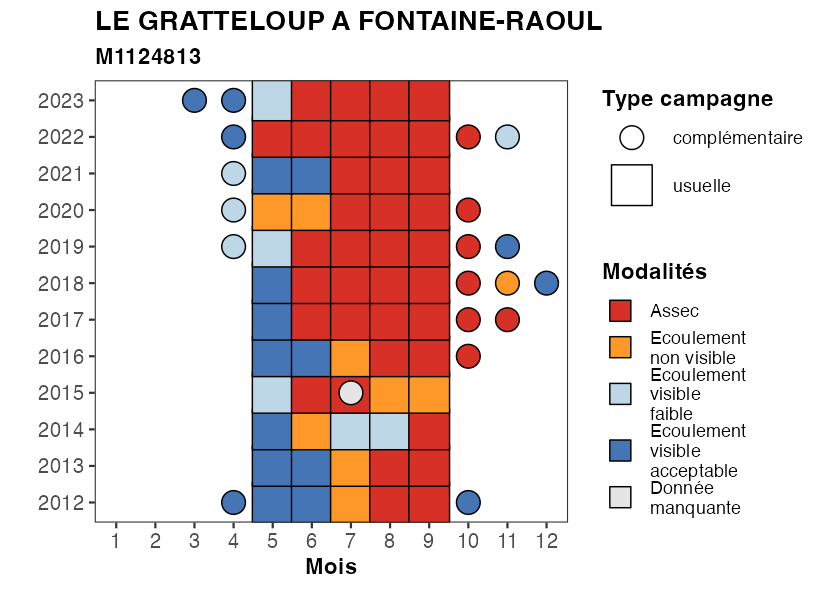 LE GRATTELOUP A FONTAINE-RAOUL
M1124813
2023
2022
2021
2020
2019
2018
2017
2016
2015
2014
2013
2012
1 2 3 4 5 6 7 8 9 10 11 12
Mois
Type campagne
complémentaire
usuelle
Modalités
Assec
Ecoulement
non visible
Ecoulement
visible
faible
Ecoulement
visible
acceptable
Donnée
manquante